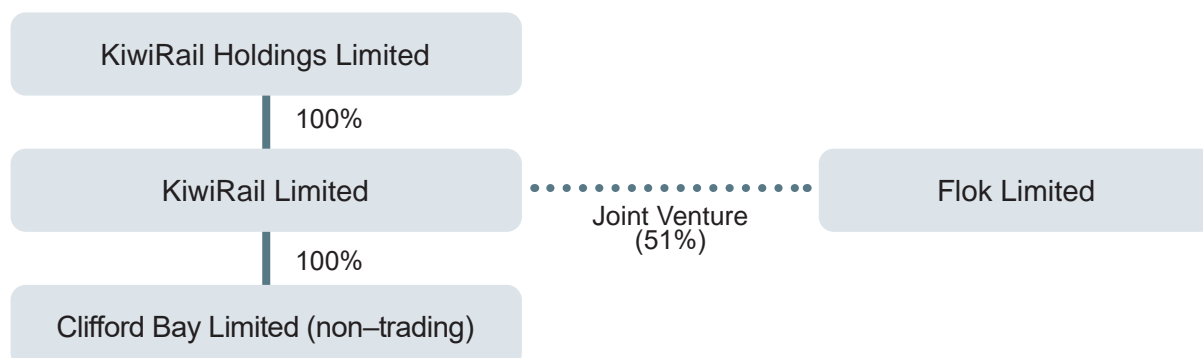 KiwiRail Holdings Limited
100%
KiwiRail Limited
Joint Venture
(51%)
Flok Limited
100%
Clifford Bay Limited (non–trading)